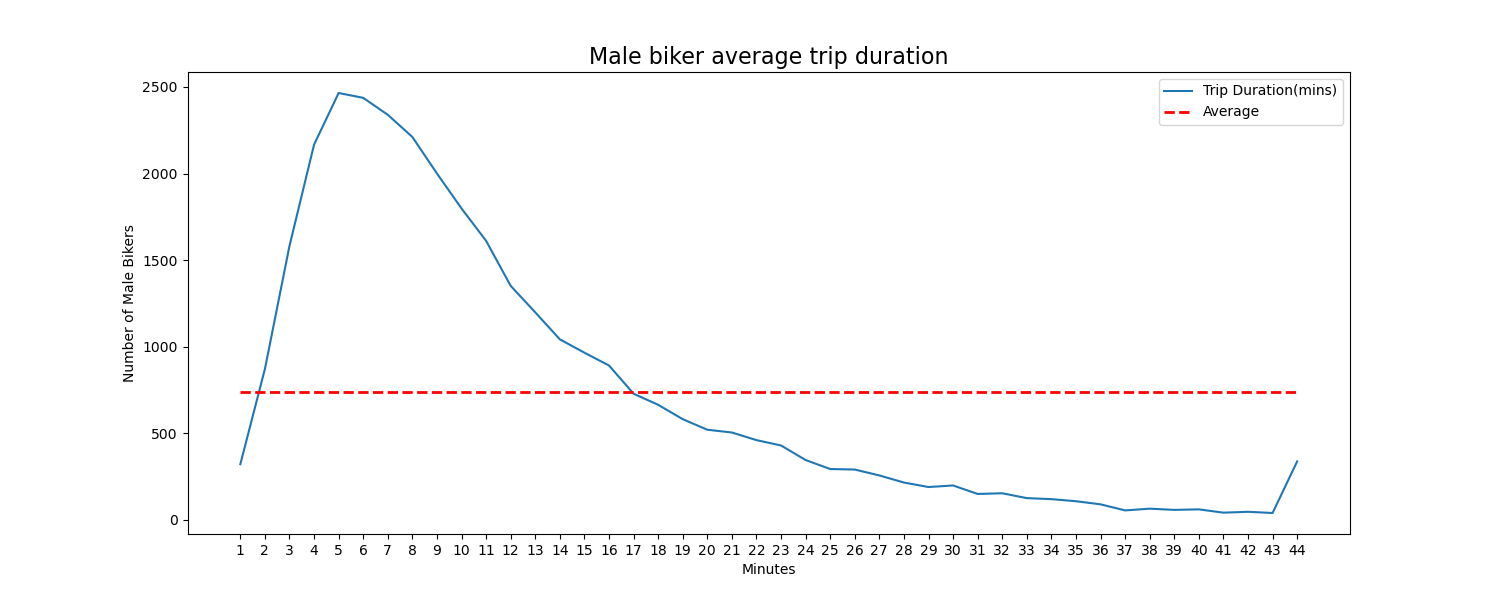 Male biker average trip duration
Trip Duration(mins)
Average
2500
2000
1500
1000
500
0
Number of Male Bikers
1 2 3 4 5 6 7 8 9 10 11 12 13 14 15 16 17 18 19 20 21 22 23 24 25 26 27 28 29 30 31 32 33 34 35 36 37 38 39 40 41 42 43 44
Minutes